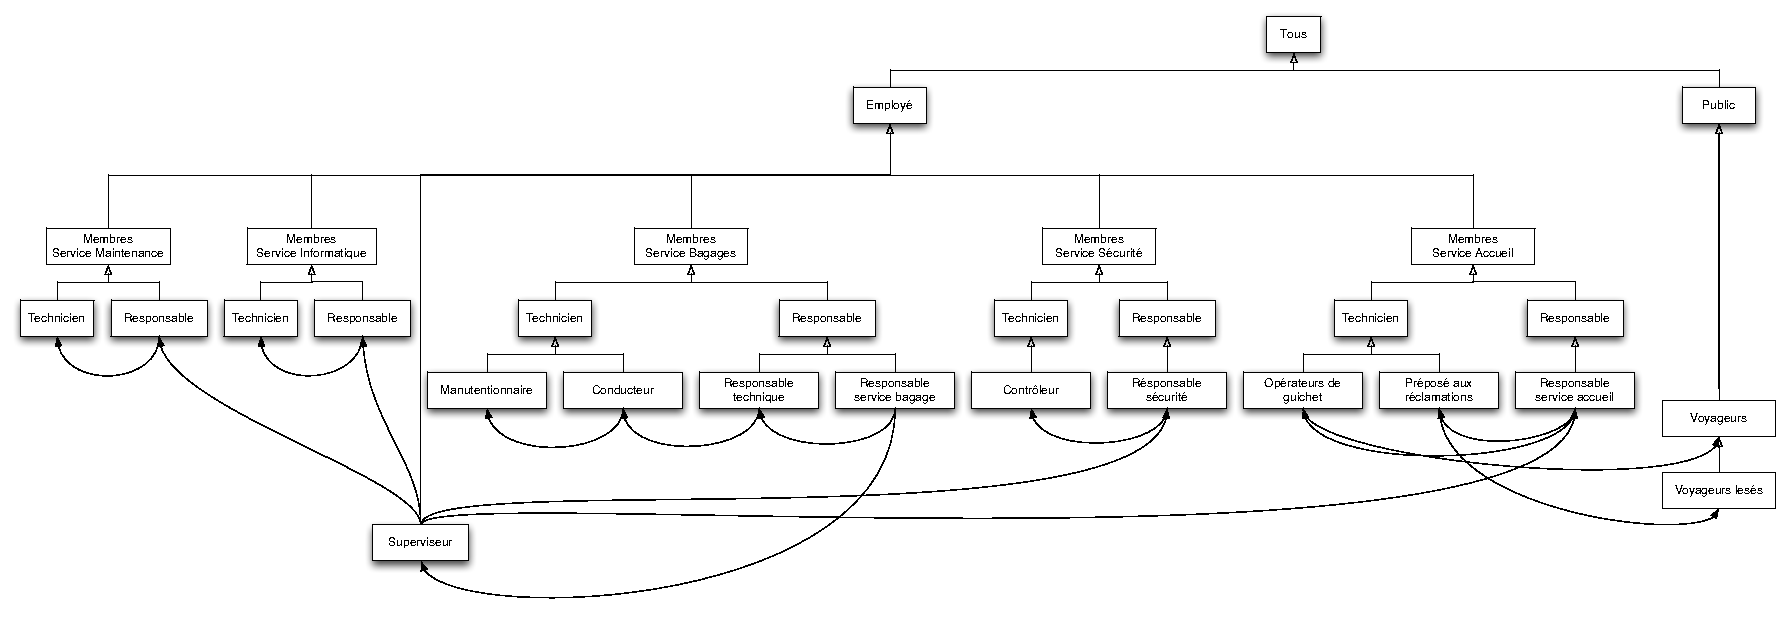 Tous
Employé
Public
Membres
Service Maintenance
Membres
Service Informatique
Membres
Service Bagages
Membres
Service Sécurité
Membres
Service Accueil
Technicien
Responsable
Technicien
Responsable
Technicien
Responsable
Technicien
Responsable
Technicien
Responsable
Manutentionnaire
Conducteur
Responsable
technique
Responsable
service bagage
Contrôleur
Résponsable
sécurité
Opérateurs de
guichet
Préposé aux
réclamations
Responsable
service accueil
Voyageurs
Voyageurs lesés
Superviseur